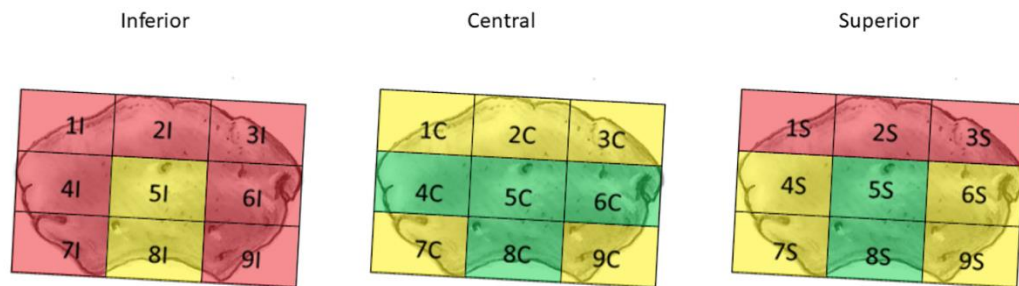 Inferior Central Superior
1I 2I 3I 1C 2C 3C 1S 2S 3S
4I 5I 6I 4C 5C 6C 4S 5S 6S
7I 8I 9I 7C 8C 9C 7S 8S 9S